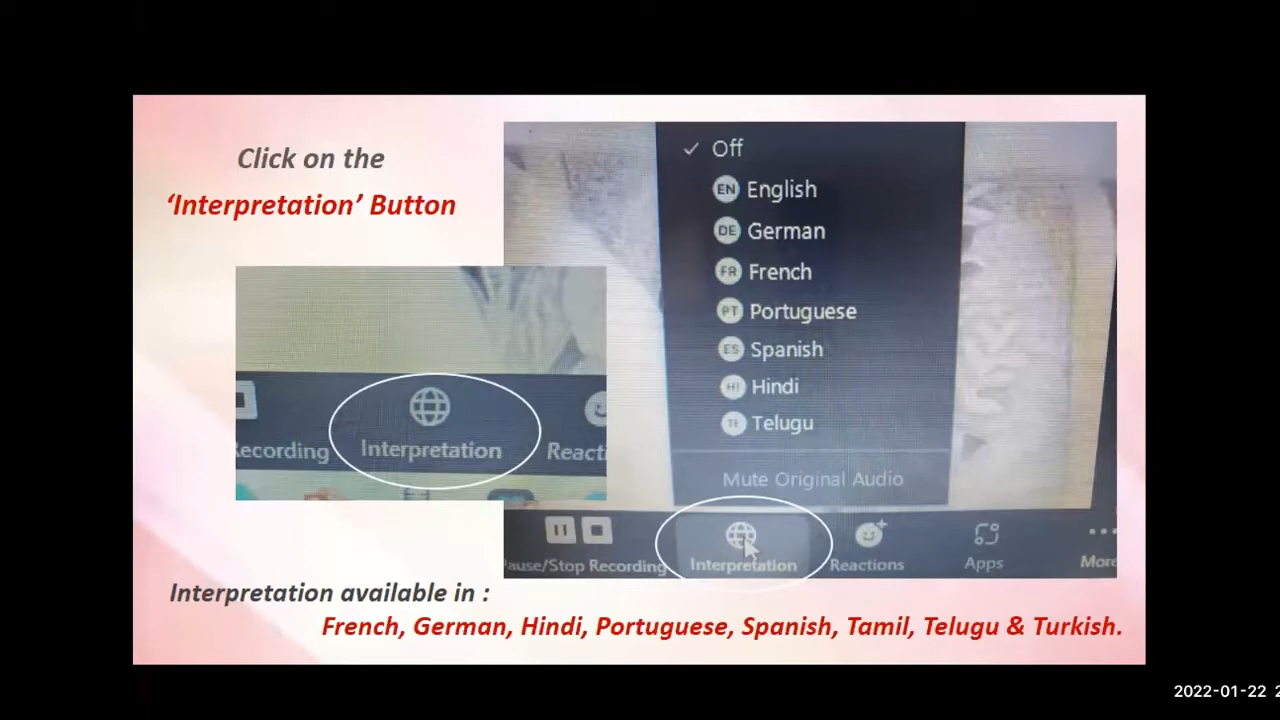 Click on the
‘Interpretation’ Button
Off
EN English
DE German
FR French
PT Portuguese
ES Spanish
HI Hindi
TE Telugu
Mute Original Audio
ecording Interpretation Reacti
Pause/Stop Recording Interpretation Reactions Apps More
Interpretation available in :
French, German, Hindi, Portuguese, Spanish, Tamil, Telugu & Turkish.
2022-01-22